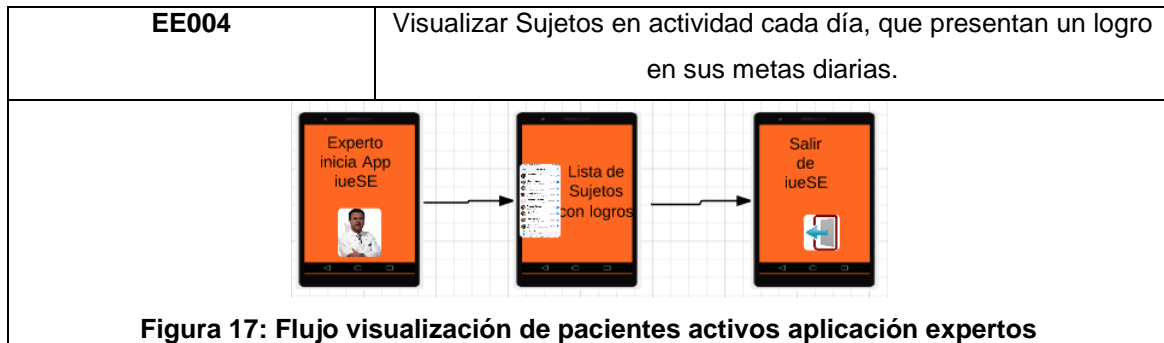 EE004
Visualizar Sujetos en actividad cada día, que presentan un logro
en sus metas diarias.
Experto
inicia App
iueSE
Lista de
Sujetos
con logros
Salir
de
iueSE
Figura 17: Flujo visualización de pacientes activos aplicación expertos